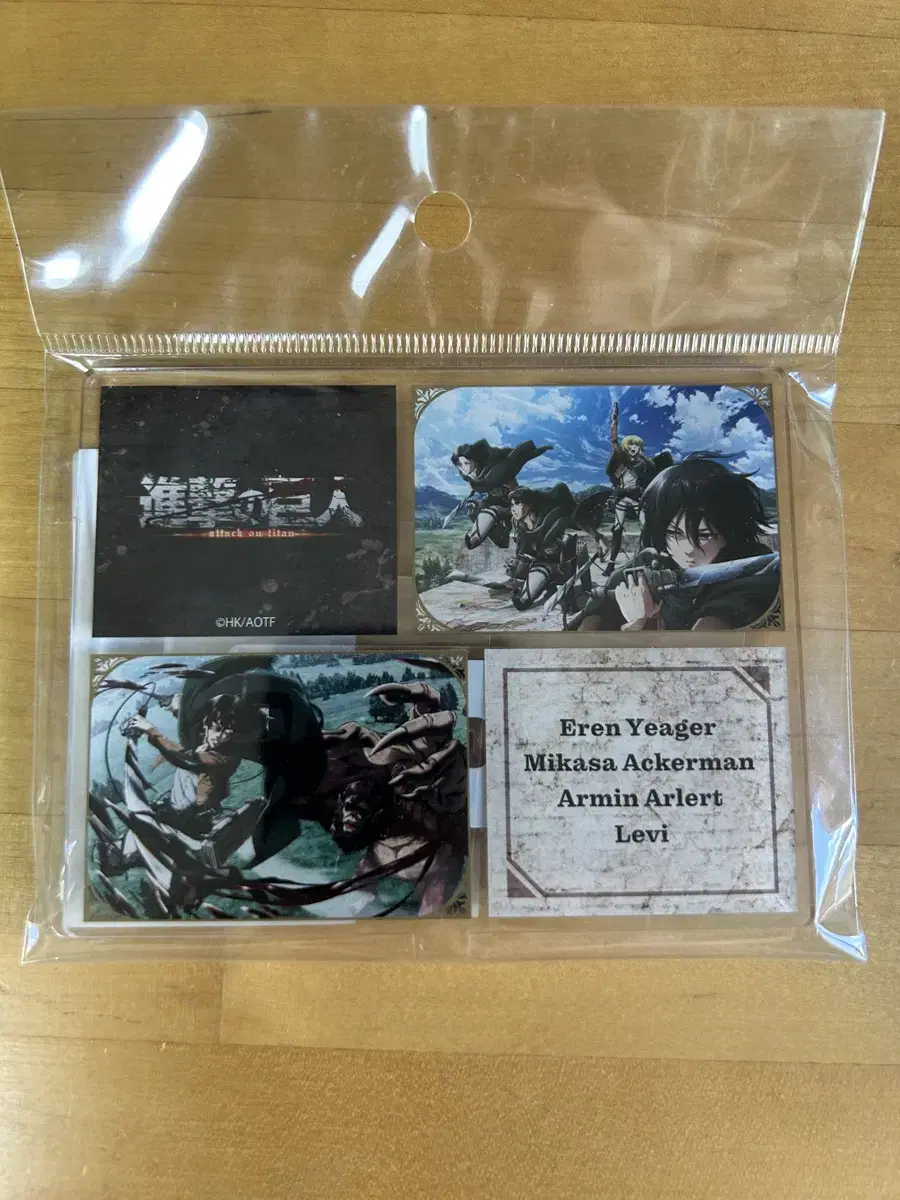 進撃の巨人
attack on titan
©HK/AOTF
Eren Yeager
Mikasa Ackerman
Armin Arlert
Levi